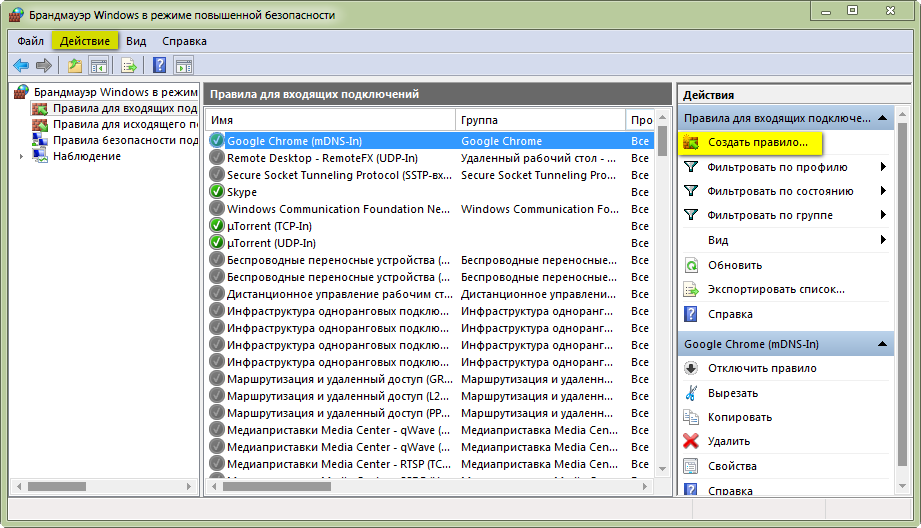 Брандмауэр Windows в режиме повышенной безопасности
Файл Действие Вид Справка
Брандмауэр Windows в режим
Правила для входящих под
Правила для исходящего по
Правила безопасности под
Наблюдение
Правила для входящих подключений
Имя Группа Про
Google Chrome (mDNS-In) Google Chrome Все
Remote Desktop - RemoteFX (UDP-In) Удаленный рабочий стол - ... Все
Secure Socket Tunneling Protocol (SSTP-вх... Secure Socket Tunneling Pro... Все
Skype Все
Windows Communication Foundation Ne... Windows Communication Fo... Все
µTorrent (TCP-In) Все
µTorrent (UDP-In) Все
Беспроводные переносные устройства (... Беспроводные переносные... Все
Беспроводные переносные устройства (... Беспроводные переносные... Все
Дистанционное управление рабочим ст... Дистанционное управлени... Все
Инфраструктура одноранговых подклю... Инфраструктура одноранг... Все
Инфраструктура одноранговых подклю... Инфраструктура одноранг... Все
Инфраструктура одноранговых подклю... Инфраструктура одноранг... Все
Инфраструктура одноранговых подклю... Инфраструктура одноранг... Все
Маршрутизация и удаленный доступ (GR... Маршрутизация и удаленн... Все
Маршрутизация и удаленный доступ (L2... Маршрутизация и удаленн... Все
Маршрутизация и удаленный доступ (PP... Маршрутизация и удаленн... Все
Медиаприставки Media Center - qWave (... Медиаприставки Media Cen... Все
Медиаприставки Media Center - qWave (... Медиаприставки Media Cen... Все
Медиаприставки Media Center - RTSP (TC... Медиаприставки Media Cen... Все
Действия
Правила для входящих подключе...
Создать правило...
Фильтровать по профилю
Фильтровать по состоянию
Фильтровать по группе
Вид
Обновить
Экспортировать список...
Справка
Google Chrome (mDNS-In)
Отключить правило
Вырезать
Копировать
Удалить
Свойства
Справка